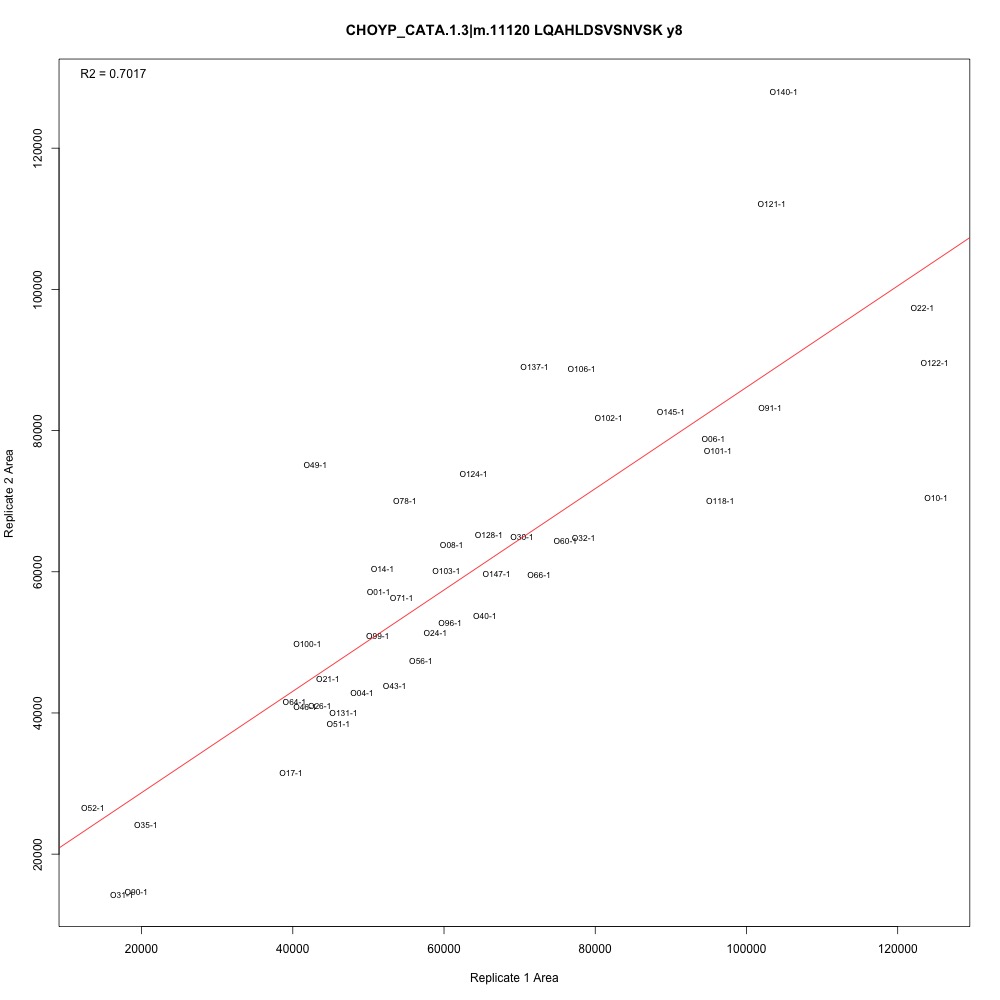 CHOYP_CATA.1.3|m.11120 LQAHLDSVSNVSK y8
R2 = 0.7017
O140-1
O121-1
O22-1
O122-1
O137-1
O106-1
O91-1
O145-1
O102-1
O06-1
O101-1
O49-1
O124-1
O10-1
O78-1
O118-1
O128-1
O30-1
O32-1
O60-1
O08-1
O14-1
O103-1
O147-1
O66-1
O01-1
O71-1
O40-1
O96-1
O24-1
O99-1
O100-1
O56-1
O21-1
O43-1
O04-1
O64-1
O46-1
O26-1
O131-1
O51-1
O17-1
O52-1
O35-1
O31-1
20000
40000
60000
80000
100000
120000
Replicate 2 Area
20000 40000 60000 80000 100000 120000
Replicate 1 Area